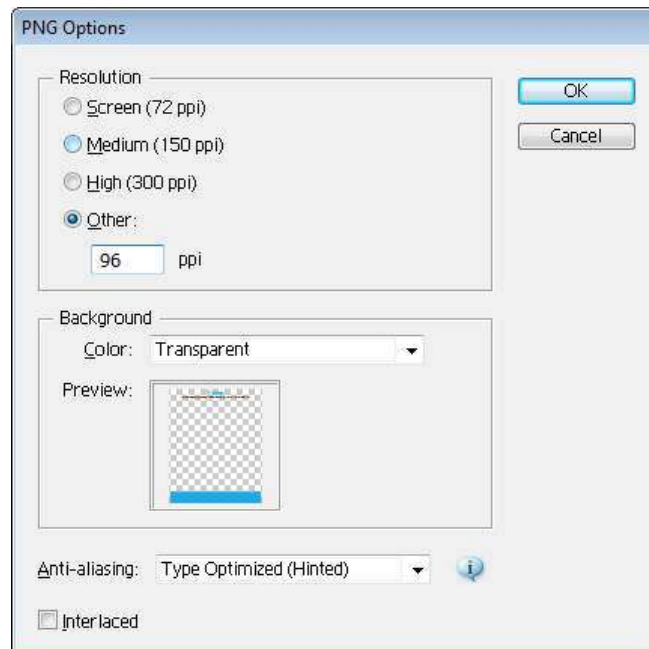 PNG Options
Resolution
Screen (72 ppi)
Medium (150 ppi)
High (300 ppi)
Other:
96 ppi
OK
Cancel
Background
Color: Transparent
Preview:
Anti-aliasing: Type Optimized (Hinted)
Interlaced